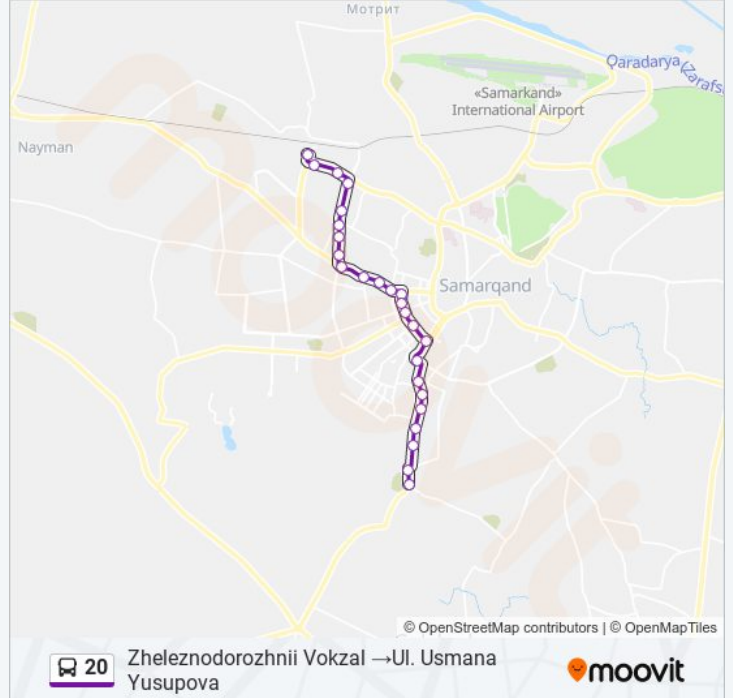 Мотрит
Qaradarya (Zarafs
«Samarkand»
International Airport
Nayman
Samarqand
© OpenStreetMap contributors | © OpenMapTiles
20
Zheleznodorozhnii Vokzal →Ul. Usmana
Yusupova
moovit